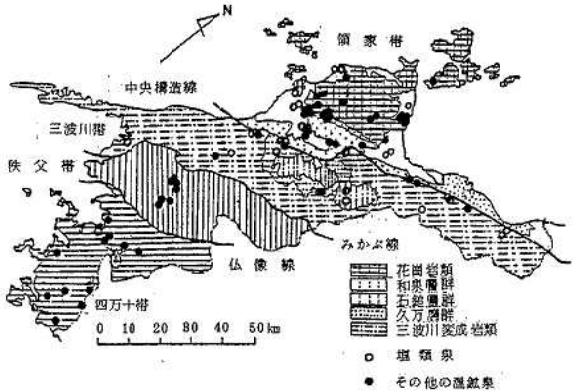 N
領家帯
中央構造線
三波川帯
秩父帯
みかぶ線
仏像線
四万十帯
0 10 20 30 40 50 km
花崗岩類
和泉層群
石鎚層群
久万層群
三波川変成岩類
塩類泉
その他の温鉱泉